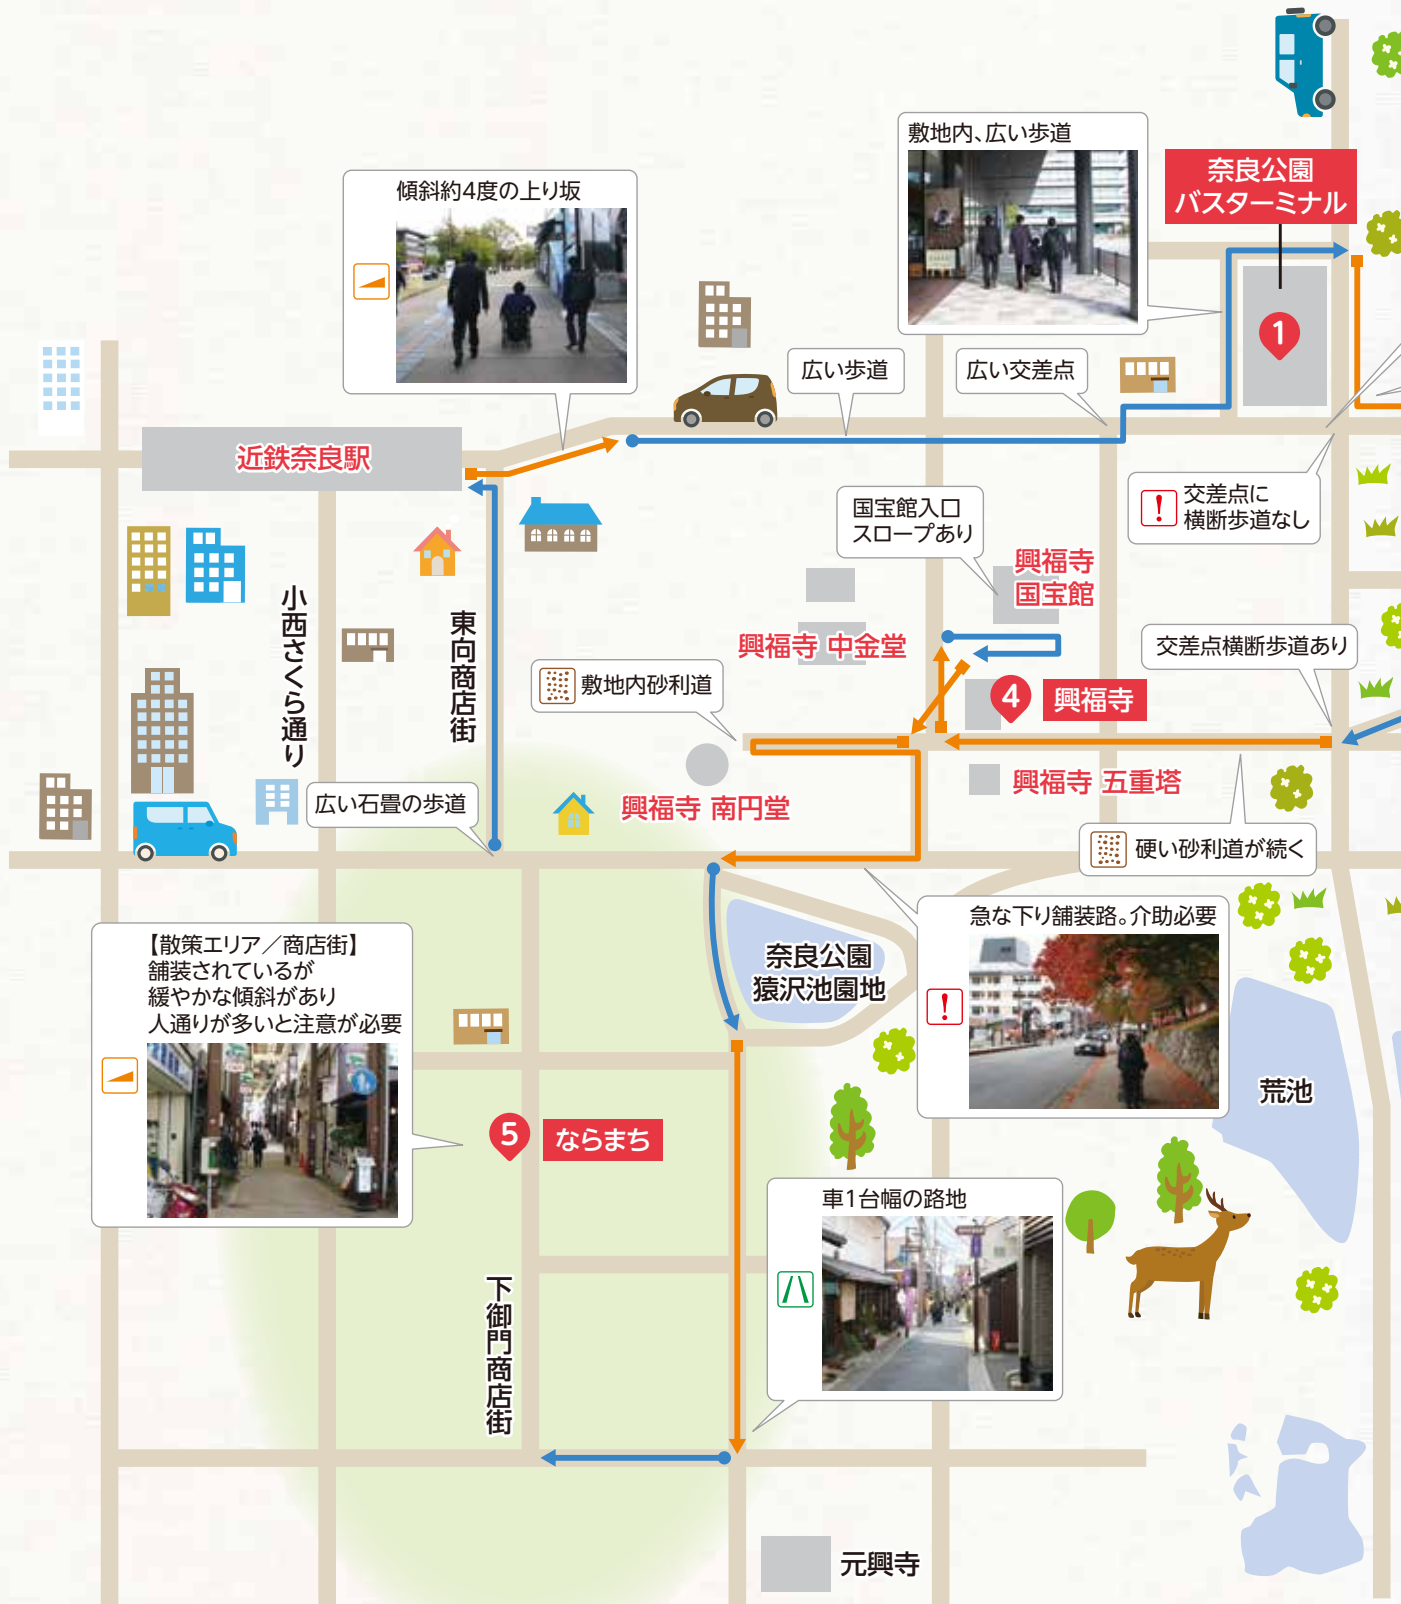 敷地内、広い歩道
奈良公園
バスターミナル
1
傾斜約4度の上り坂
広い歩道
広い交差点
近鉄奈良駅
交差点に
横断歩道なし
国宝館入口
スロープあり
興福寺
国宝館
小西さくら通り
東向商店街
興福寺 中金堂
交差点横断歩道あり
敷地内砂利道
4
興福寺
興福寺 五重塔
広い石畳の歩道
興福寺 南円堂
硬い砂利道が続く
急な下り舗装路。介助必要
【散策エリア／商店街】
舗装されているが
緩やかな傾斜があり
人通りが多いと注意が必要
奈良公園
猿沢池園地
荒池
5
ならまち
車1台幅の路地
下御門商店街
元興寺